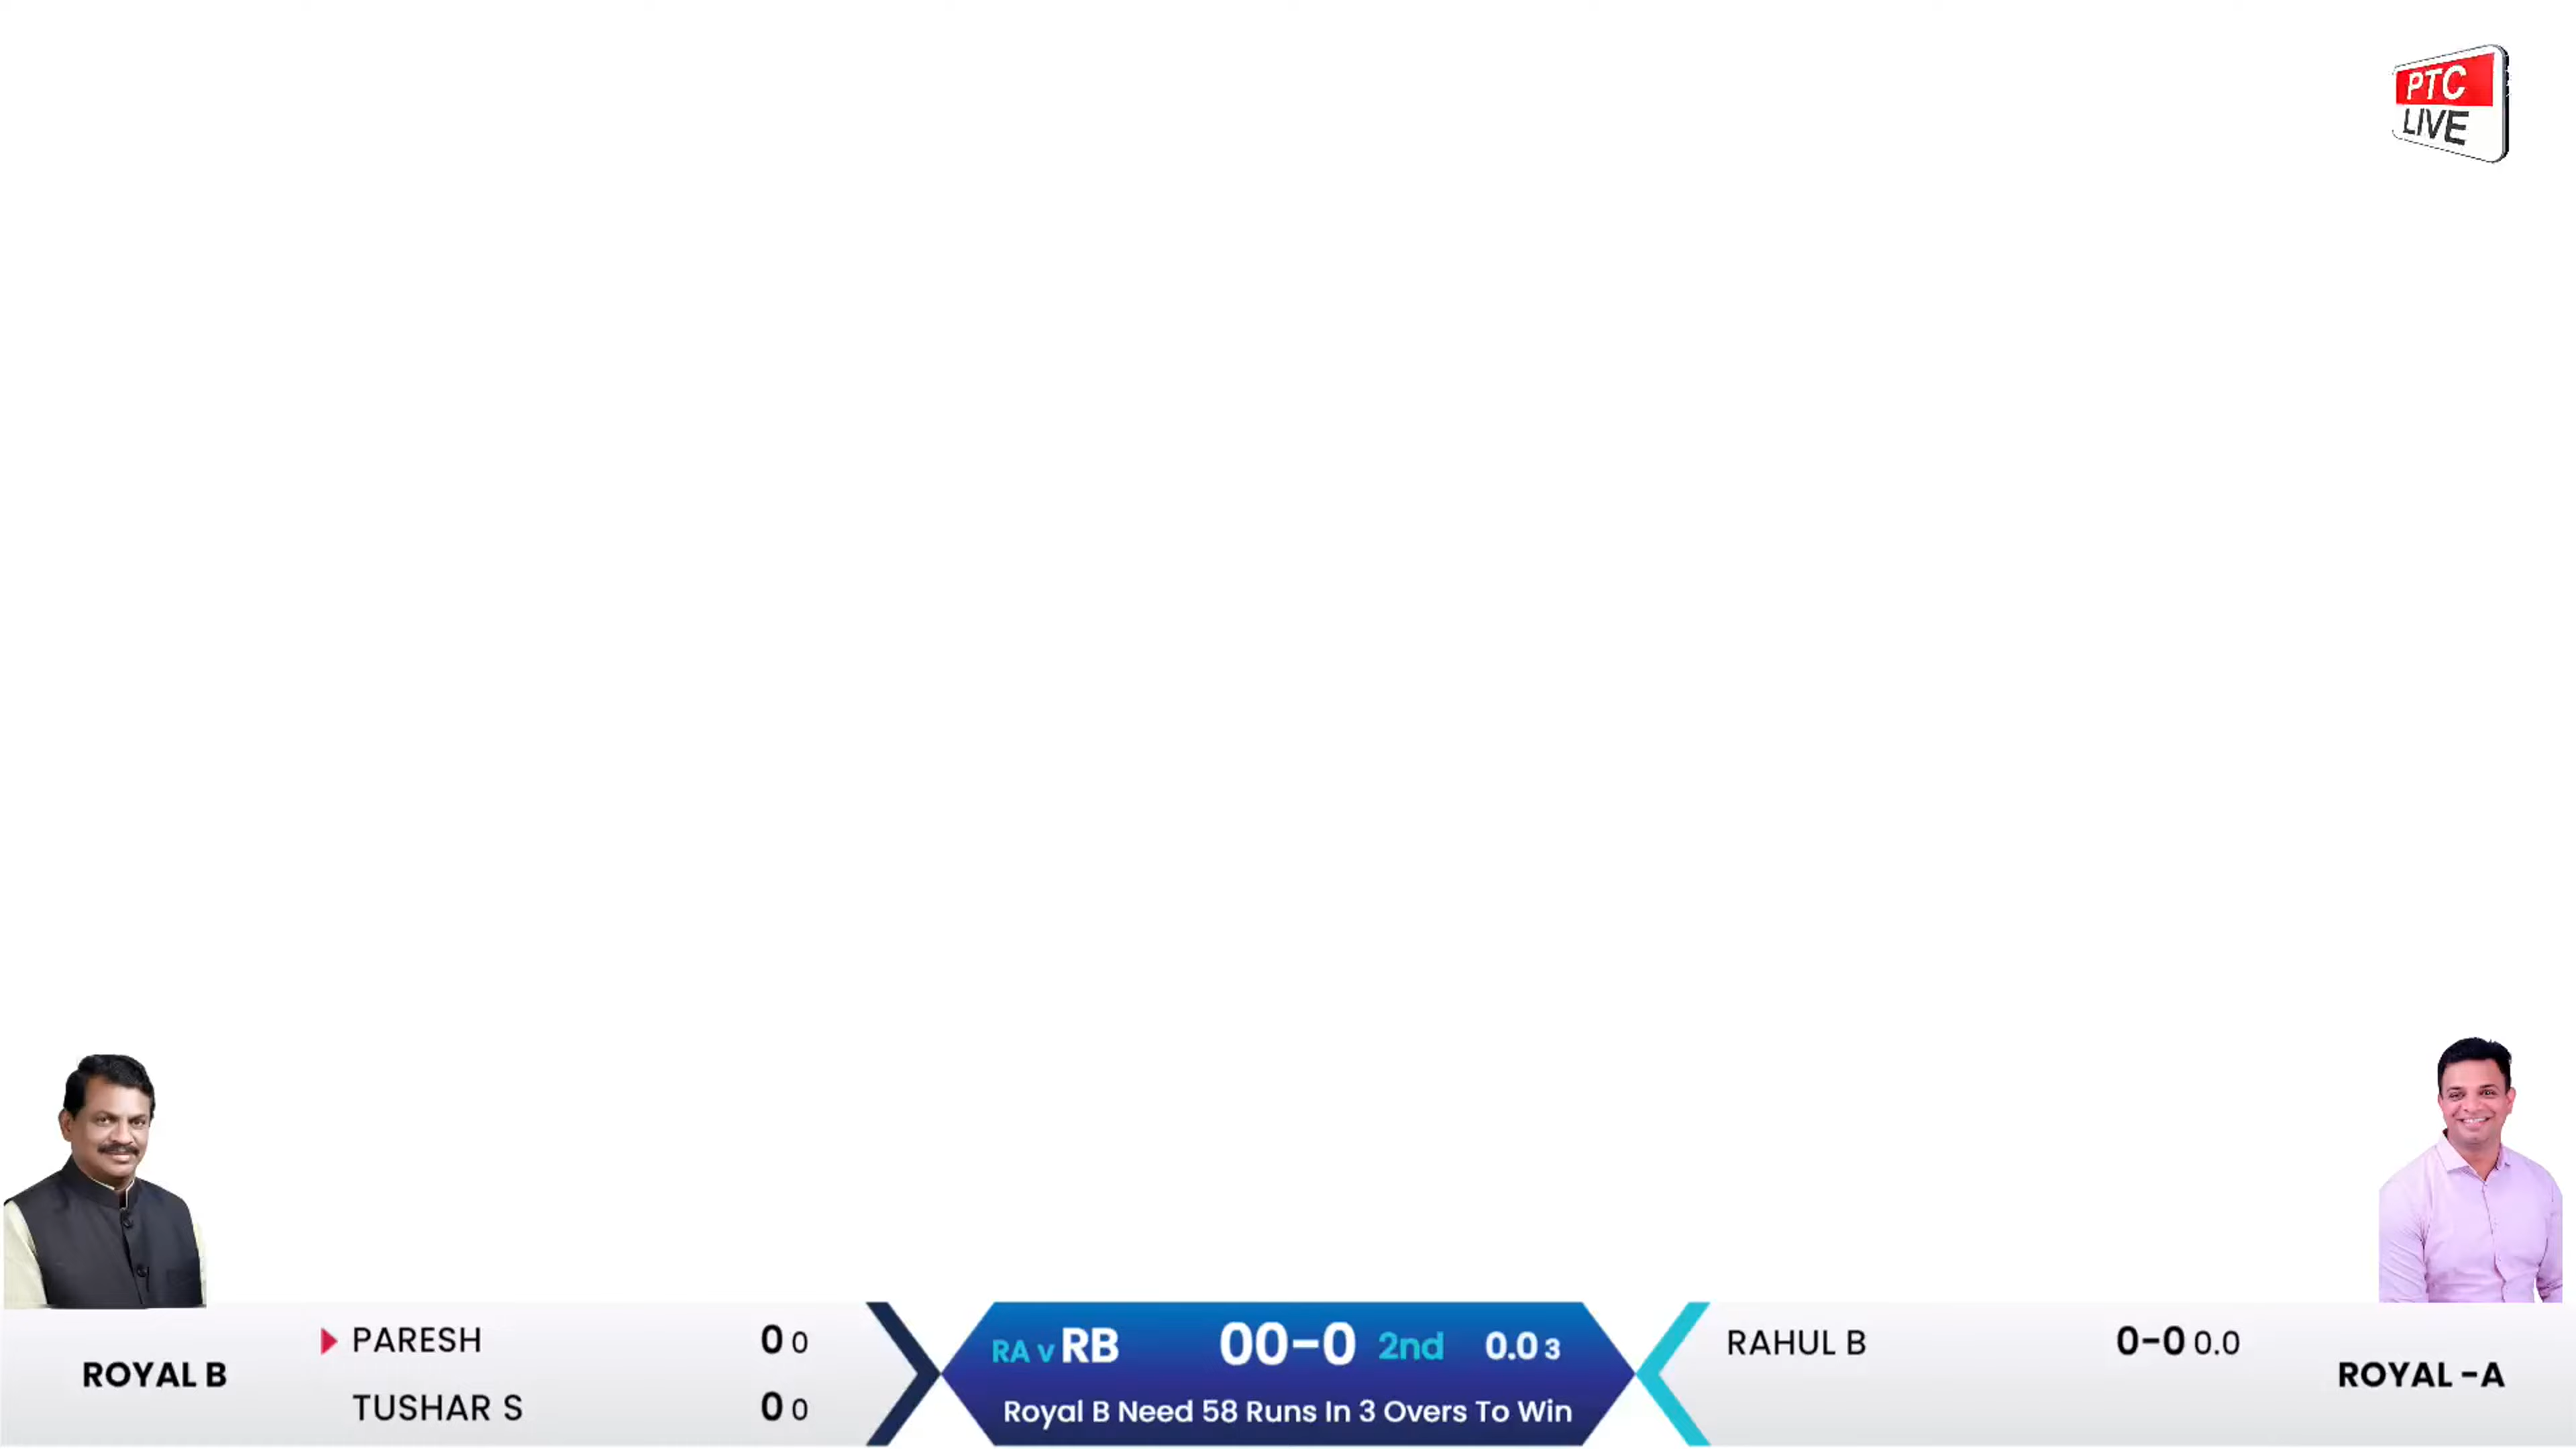 PTC
LIVE
ROYAL B
PARESH 0 0
TUSHAR S 0 0
RA v RB 00-0 2nd 0.0 3
Royal B Need 58 Runs In 3 Overs To Win
RAHUL B 0-0 0.0
ROYAL -A